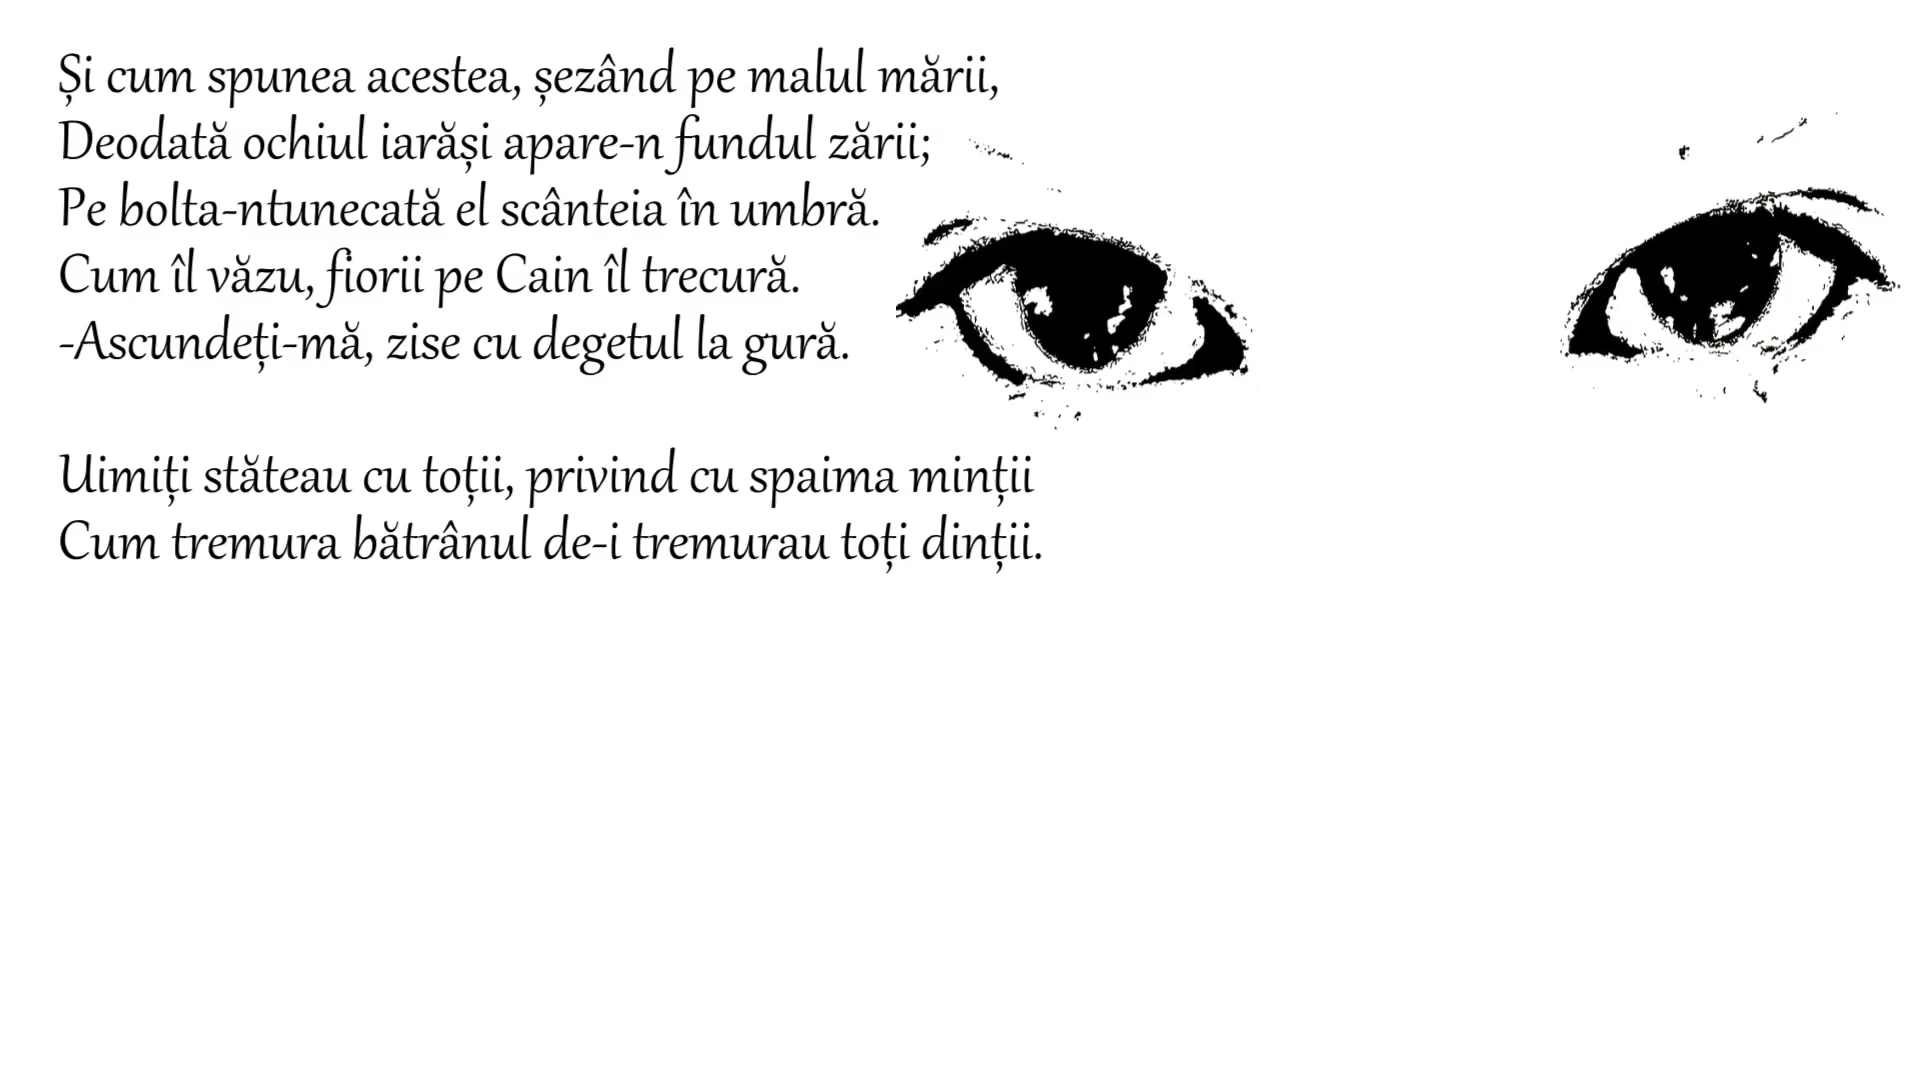 Și cum spunea acestea, șezând pe malul mării,
Deodată ochiul iarăși apare-n fundul zării;
Pe bolta-ntunecată el scânteia în umbră.
Cum îl văzu, fiorii pe Cain îl trecură.
-Ascundeți-mă, zise cu degetul la gură.
Uimiți stăteau cu toții, privind cu spaima minții
Cum tremura bătrânul de-i tremurau toți dinții.